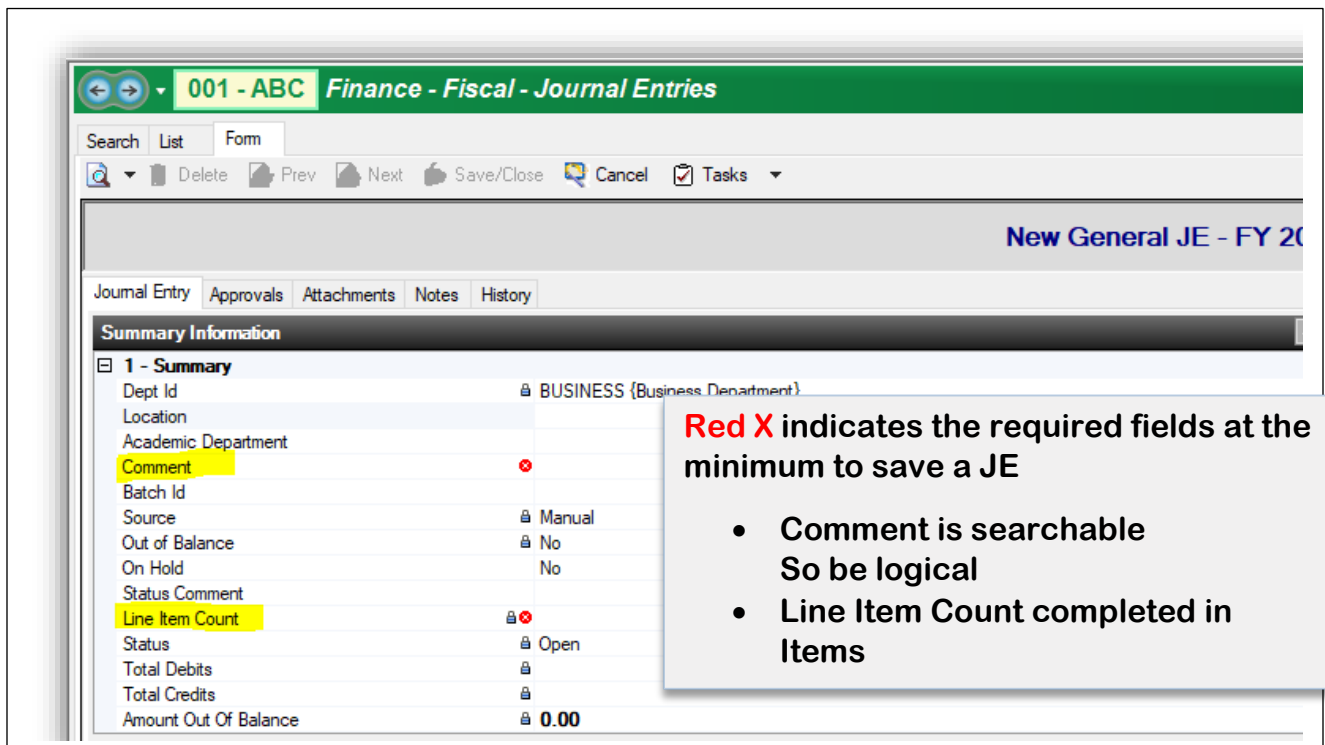 001 - ABC Finance - Fiscal - Journal Entries
Search List Form
Delete Prev Next Save/Close Cancel Tasks
New General JE - FY 20
Journal Entry Approvals Attachments Notes History
Summary Information
1 - Summary
Dept Id BUSINESS {Business Department}
Location
Academic Department
Comment
Batch Id
Source Manual
Out of Balance No
On Hold No
Status Comment
Line Item Count
Status Open
Total Debits
Total Credits
Amount Out Of Balance 0.00
Red X indicates the required fields at the
minimum to save a JE
• Comment is searchable
So be logical
• Line Item Count completed in
Items